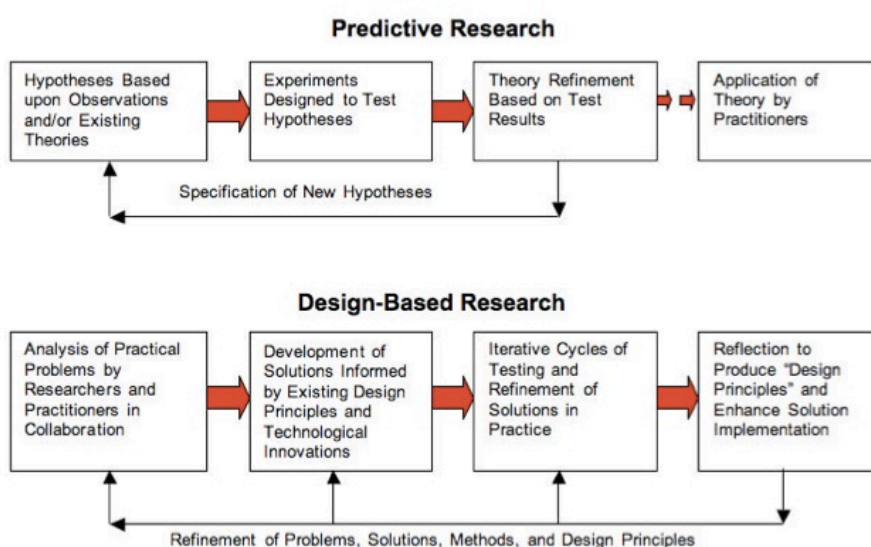 Predictive Research
Hypotheses Based
upon Observations
and/or Existing
Theories
Experiments
Designed to Test
Hypotheses
Theory Refinement
Based on Test
Results
Application of
Theory by
Practitioners
Specification of New Hypotheses
Design-Based Research
Analysis of Practical
Problems by
Researchers and
Practitioners in
Collaboration
Development of
Solutions Informed
by Existing Design
Principles and
Technological
Innovations
Iterative Cycles of
Testing and
Refinement of
Solutions in
Practice
Reflection to
Produce "Design
Principles" and
Enhance Solution
Implementation
Refinement of Problems, Solutions, Methods, and Design Principles